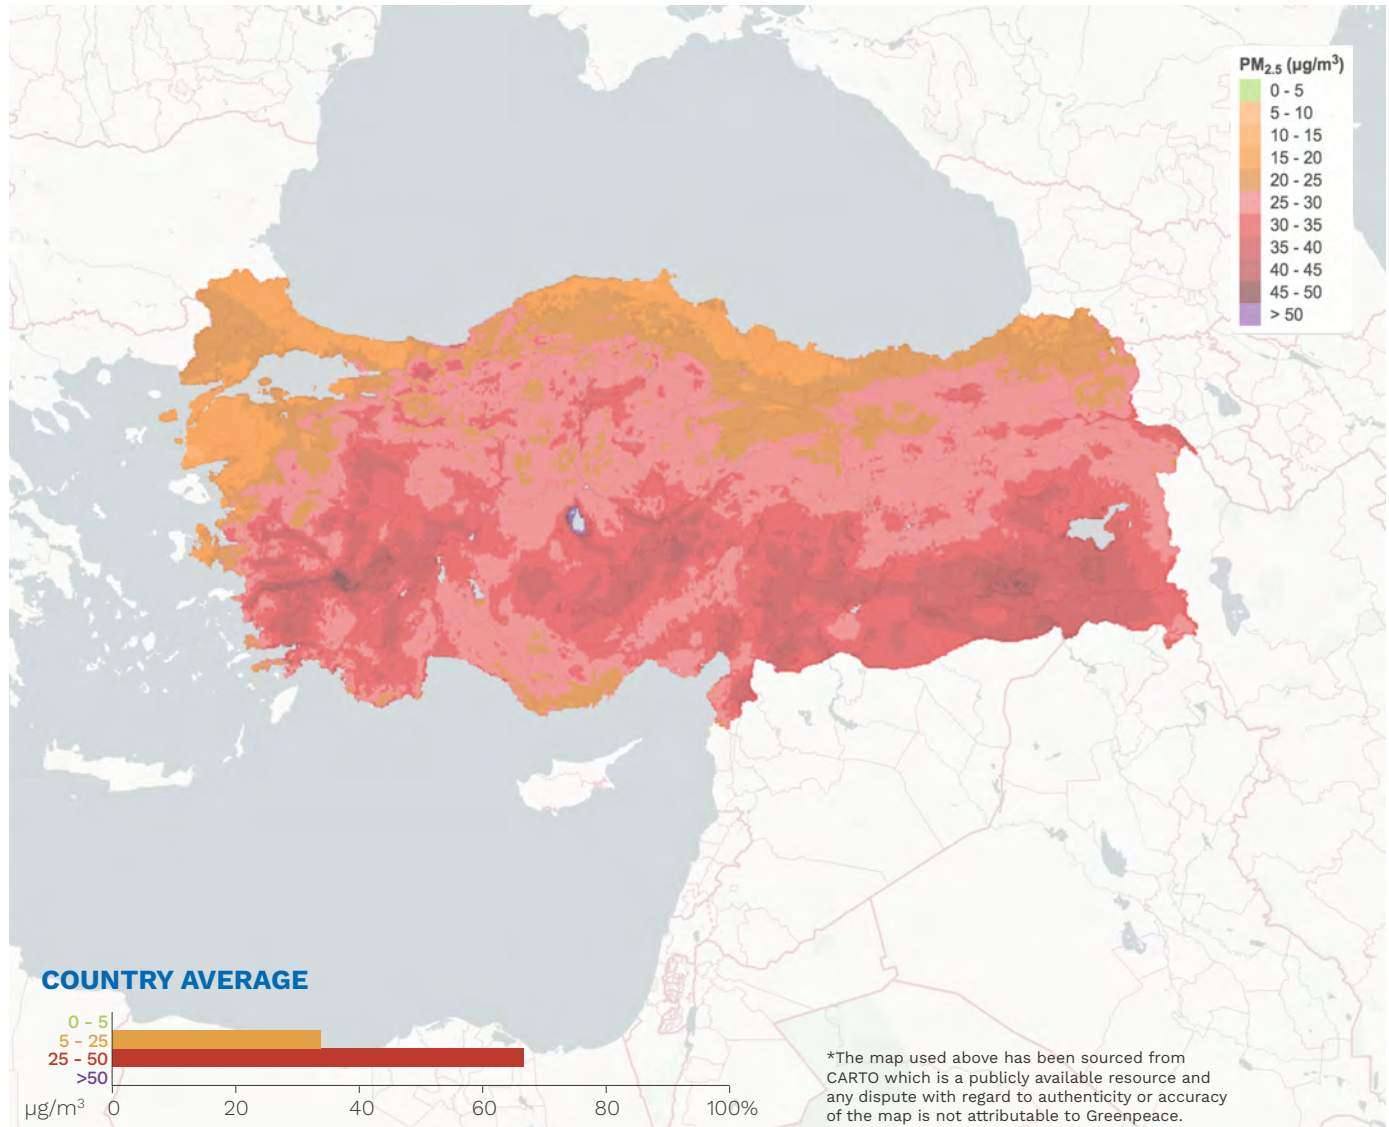 PM2.5 (µg/m³)
0 - 5
5 - 10
10 - 15
15 - 20
20 - 25
25 - 30
30 - 35
35 - 40
40 - 45
45 - 50
> 50
COUNTRY AVERAGE
0 - 5
5 - 25
25 - 50
>50
µg/m³ 0 20 40 60 80 100%
*The map used above has been sourced from
CARTO which is a publicly available resource and
any dispute with regard to authenticity or accuracy
of the map is not attributable to Greenpeace.